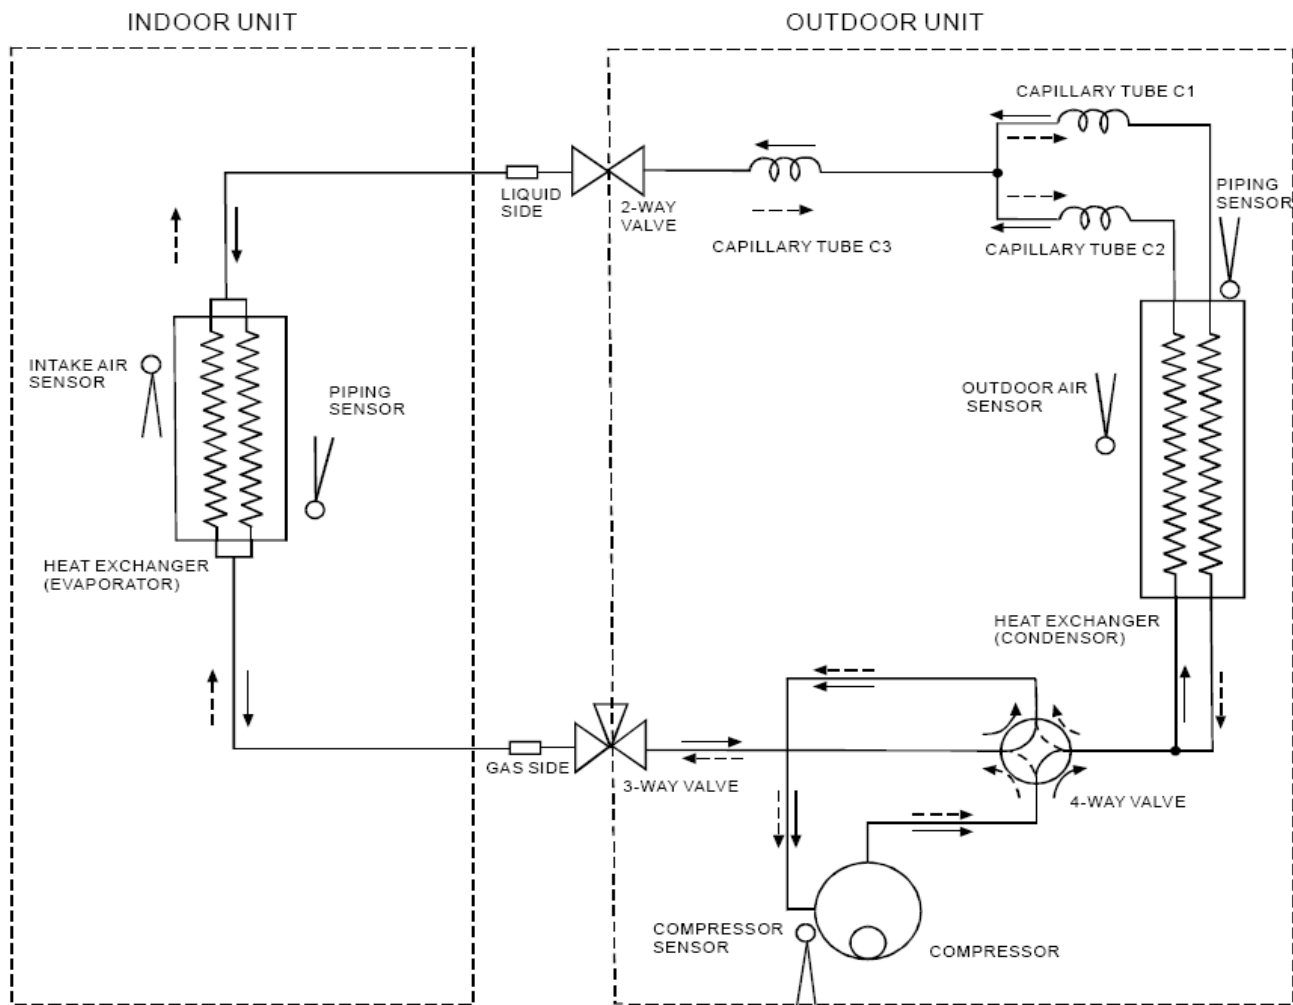 INDOOR UNIT
OUTDOOR UNIT
CAPILLARY TUBE C1
LIQUID
SIDE
2-WAY
VALVE
CAPILLARY TUBE C3
CAPILLARY TUBE C2
PIPING
SENSOR
INTAKE AIR
SENSOR
PIPING
SENSOR
OUTDOOR AIR
SENSOR
HEAT EXCHANGER
(EVAPORATOR)
HEAT EXCHANGER
(CONDENSOR)
GAS SIDE
3-WAY VALVE
4-WAY VALVE
COMPRESSOR
SENSOR
COMPRESSOR